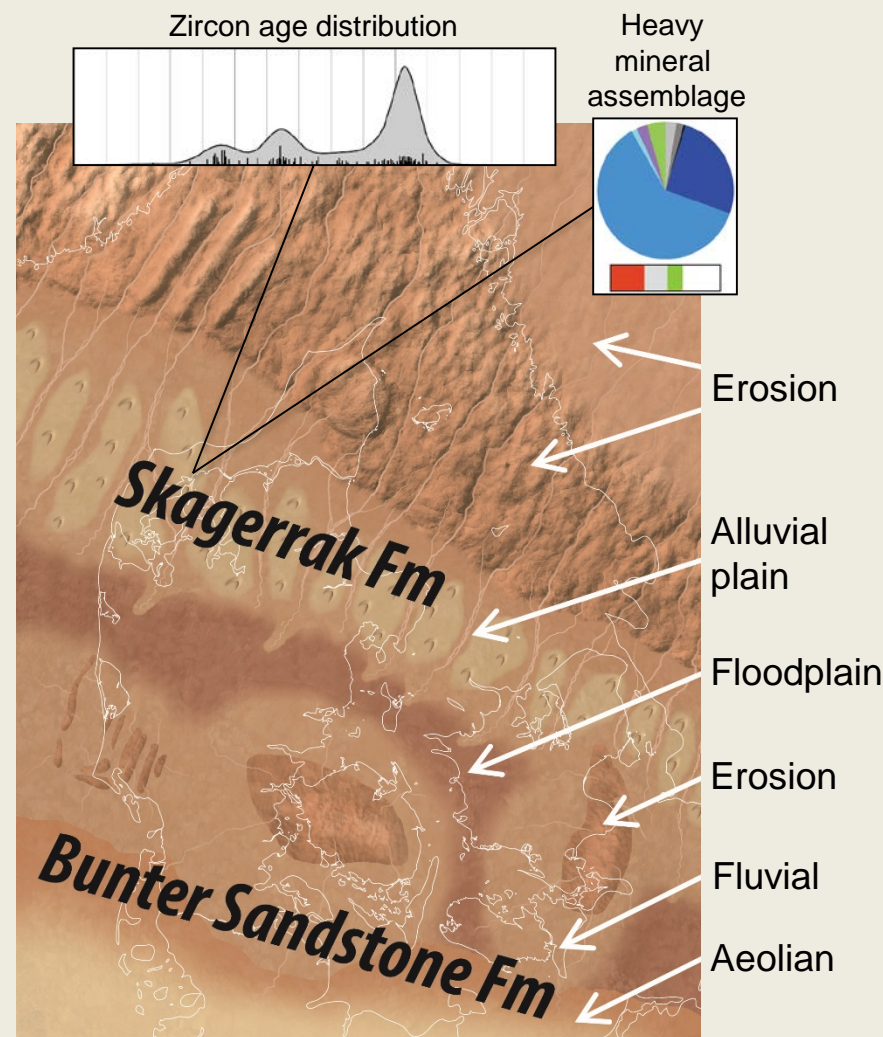 Zircon age distribution
Heavy
mineral
assemblage
Erosion
Skagerrak Fm
Alluvial
plain
Floodplain
Erosion
Bunter Sandstone Fm
Fluvial
Aeolian